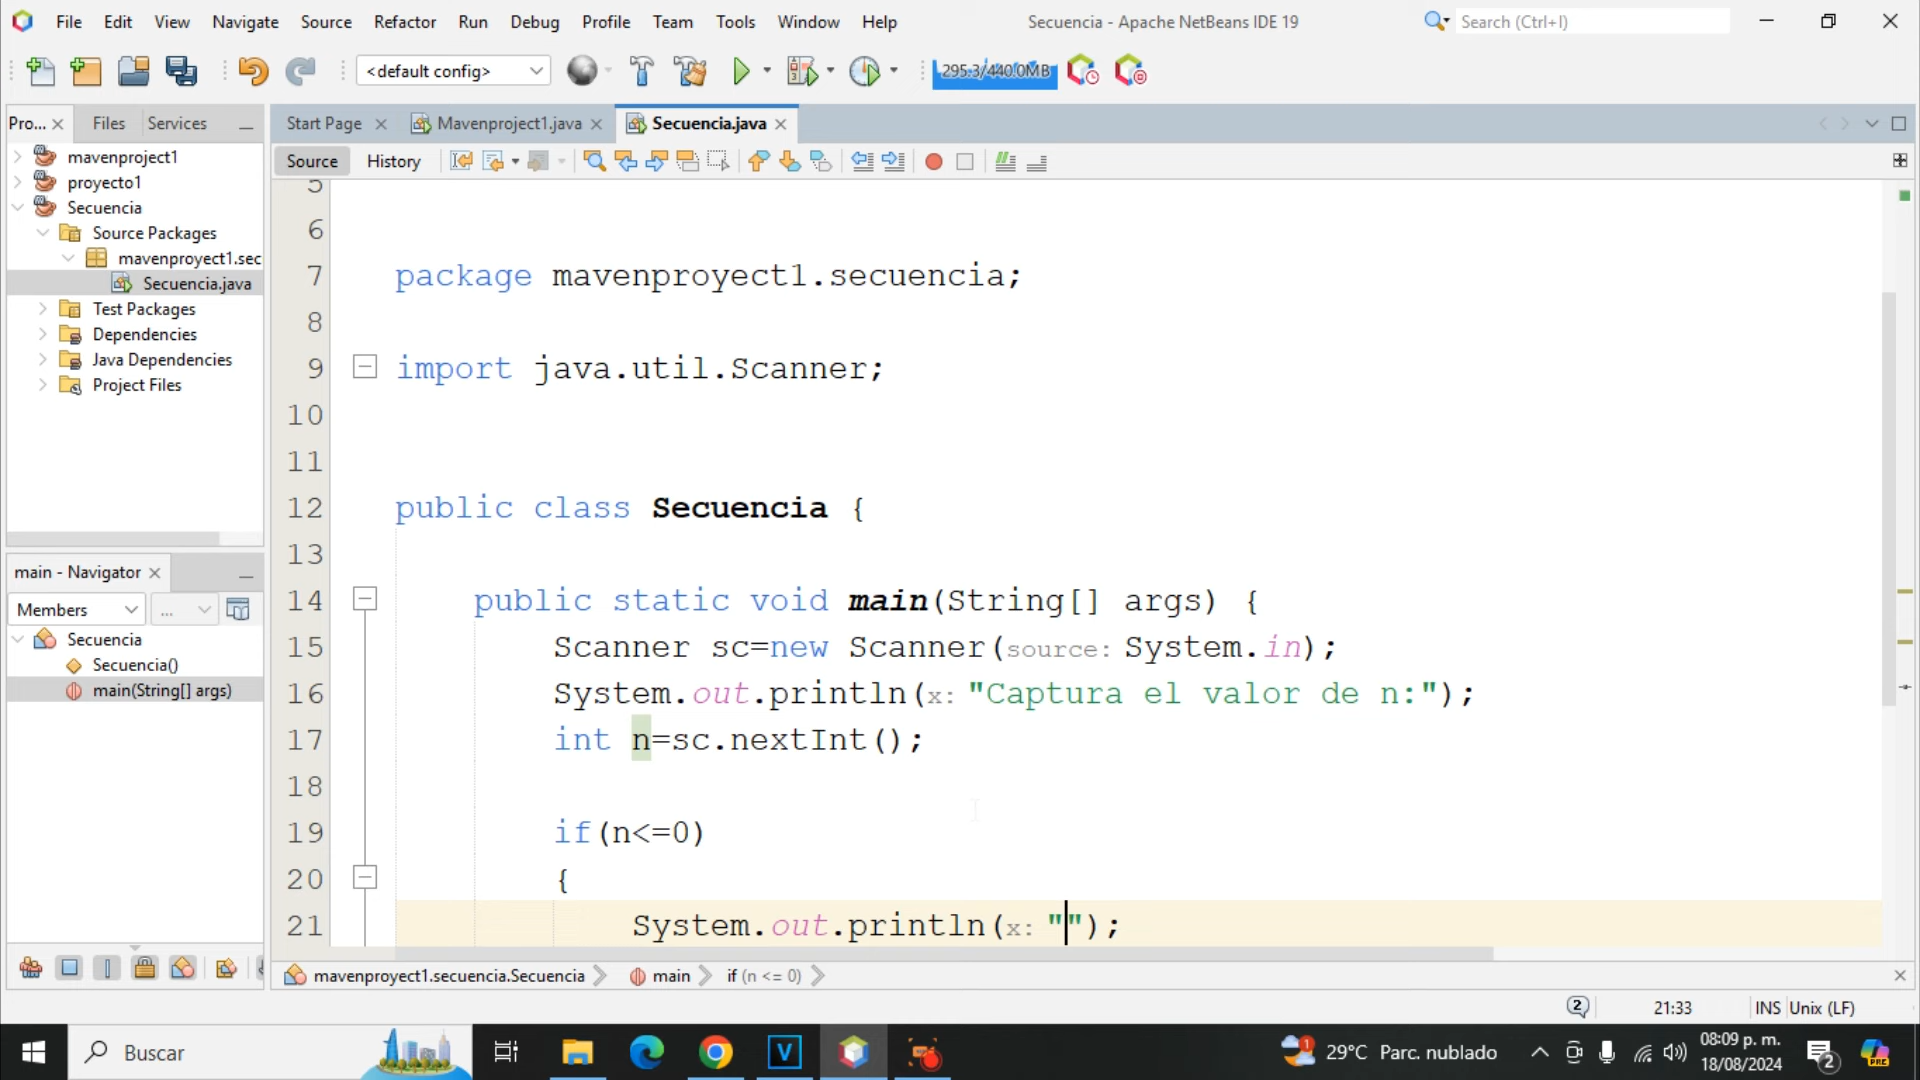 File Edit View Navigate Source Refactor Run Debug Profile Team Tools Window Help
Secuencia - Apache NetBeans IDE 19
Search (Ctrl+I)
<default config>
295.3/440.0MB
Pro...
Files
Services
Start Page
Mavenproject1.java
Secuencia.java
Source
History
mavenproject1
proyecto1
Secuencia
Source Packages
mavenproyect1.sec
Secuencia.java
Test Packages
Dependencies
Java Dependencies
Project Files
main - Navigator
Members
...
Secuencia
Secuencia()
main(String[] args)
5
6
7 package mavenproyect1.secuencia;
8
9 import java.util.Scanner;
10
11
12 public class Secuencia {
13
14 public static void main(String[] args) {
15 Scanner sc=new Scanner(source: System.in);
16 System.out.println(x: "Captura el valor de n:");
17 int n=sc.nextInt();
18
19 if(n<=0)
20 {
21 System.out.println(x: "");
mavenproyect1.secuencia.Secuencia
main
if (n <= 0)
2
21:33
INS
Unix (LF)
Buscar
V
1
29°C Parc. nublado
08:09 p. m.
18/08/2024
2
PRE